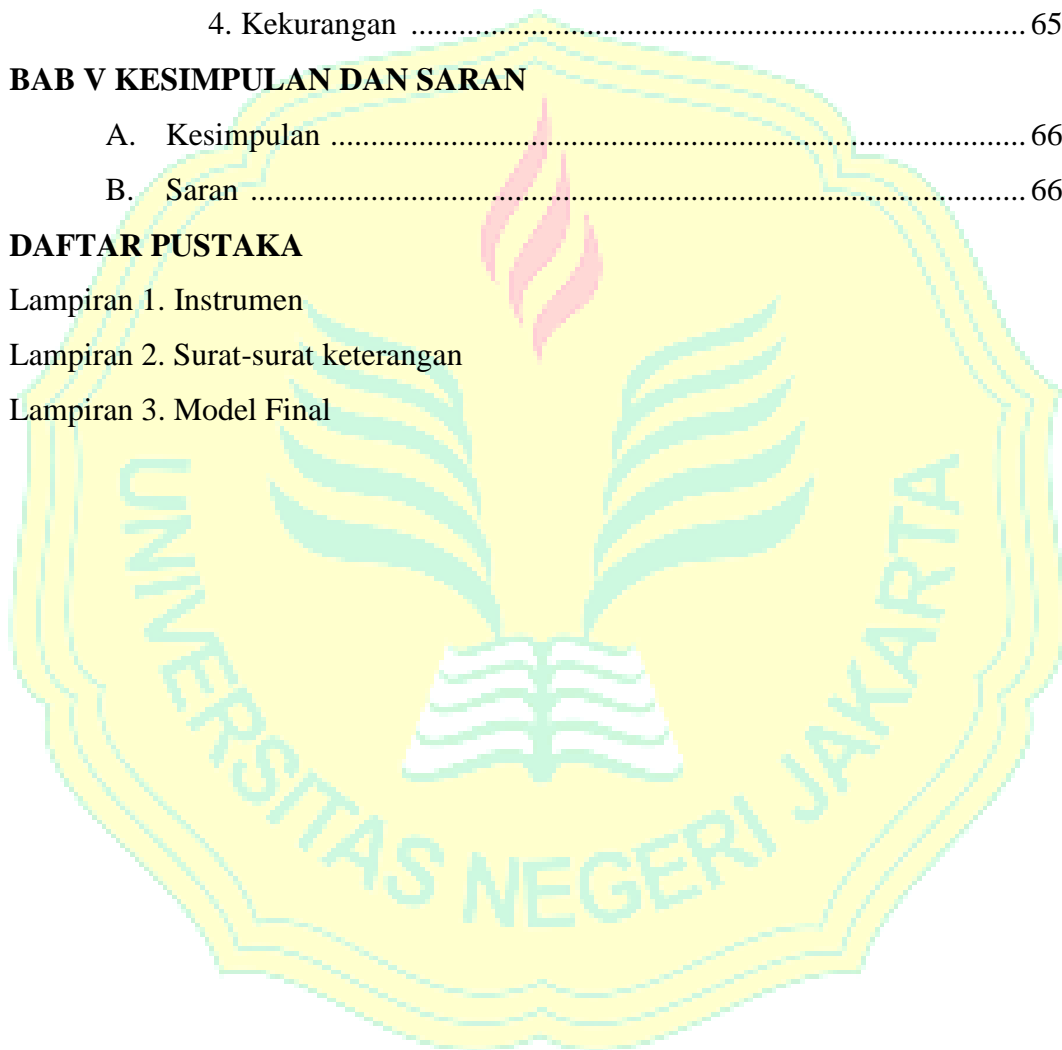 4. Kekurangan ........................................................................................... 65
BAB V KESIMPULAN DAN SARAN
A. Kesimpulan ....................................................................................................... 66
B. Saran ................................................................................................................... 66
DAFTAR PUSTAKA
Lampiran 1. Instrumen
Lampiran 2. Surat-surat keterangan
Lampiran 3. Model Final
UNIVERSITAS NEGERI JAKARTA